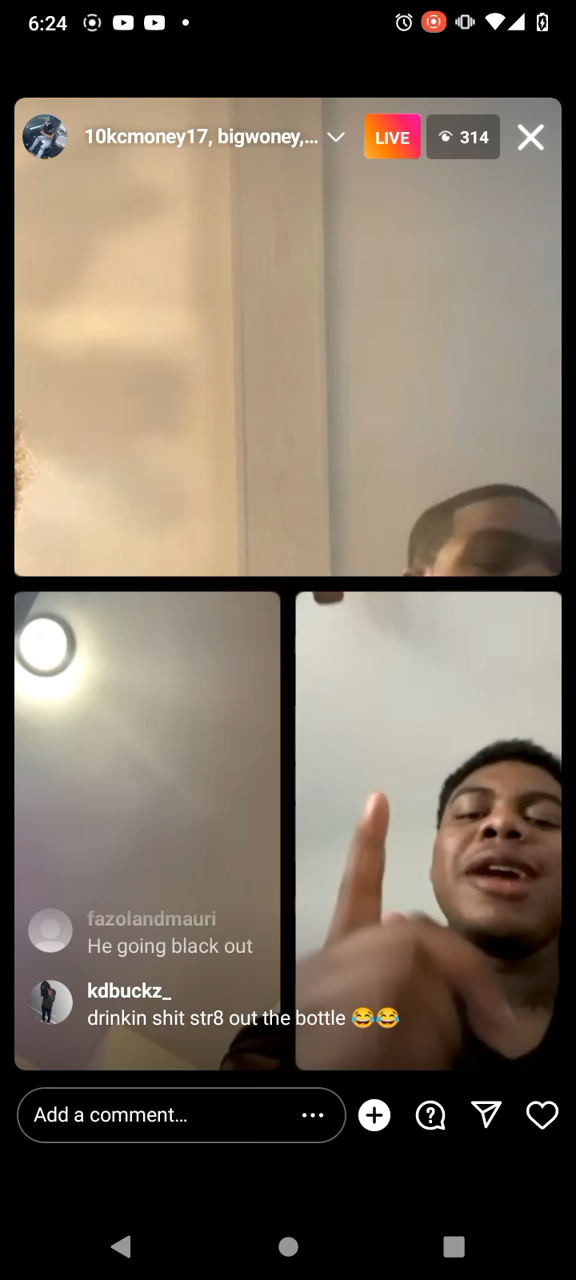 6:24
10kcmoney17, bigwoney,...
LIVE
314
fazolandmauri
He going black out
kdbuckz_
drinkin shit str8 out the bottle 😂😂
Add a comment...